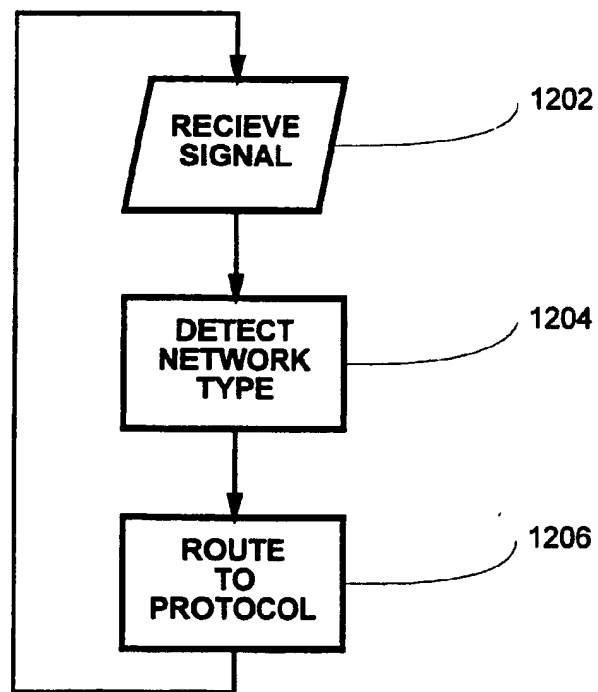 RECIEVE
SIGNAL
1202
DETECT
NETWORK
TYPE
1204
ROUTE
TO
PROTOCOL
1206